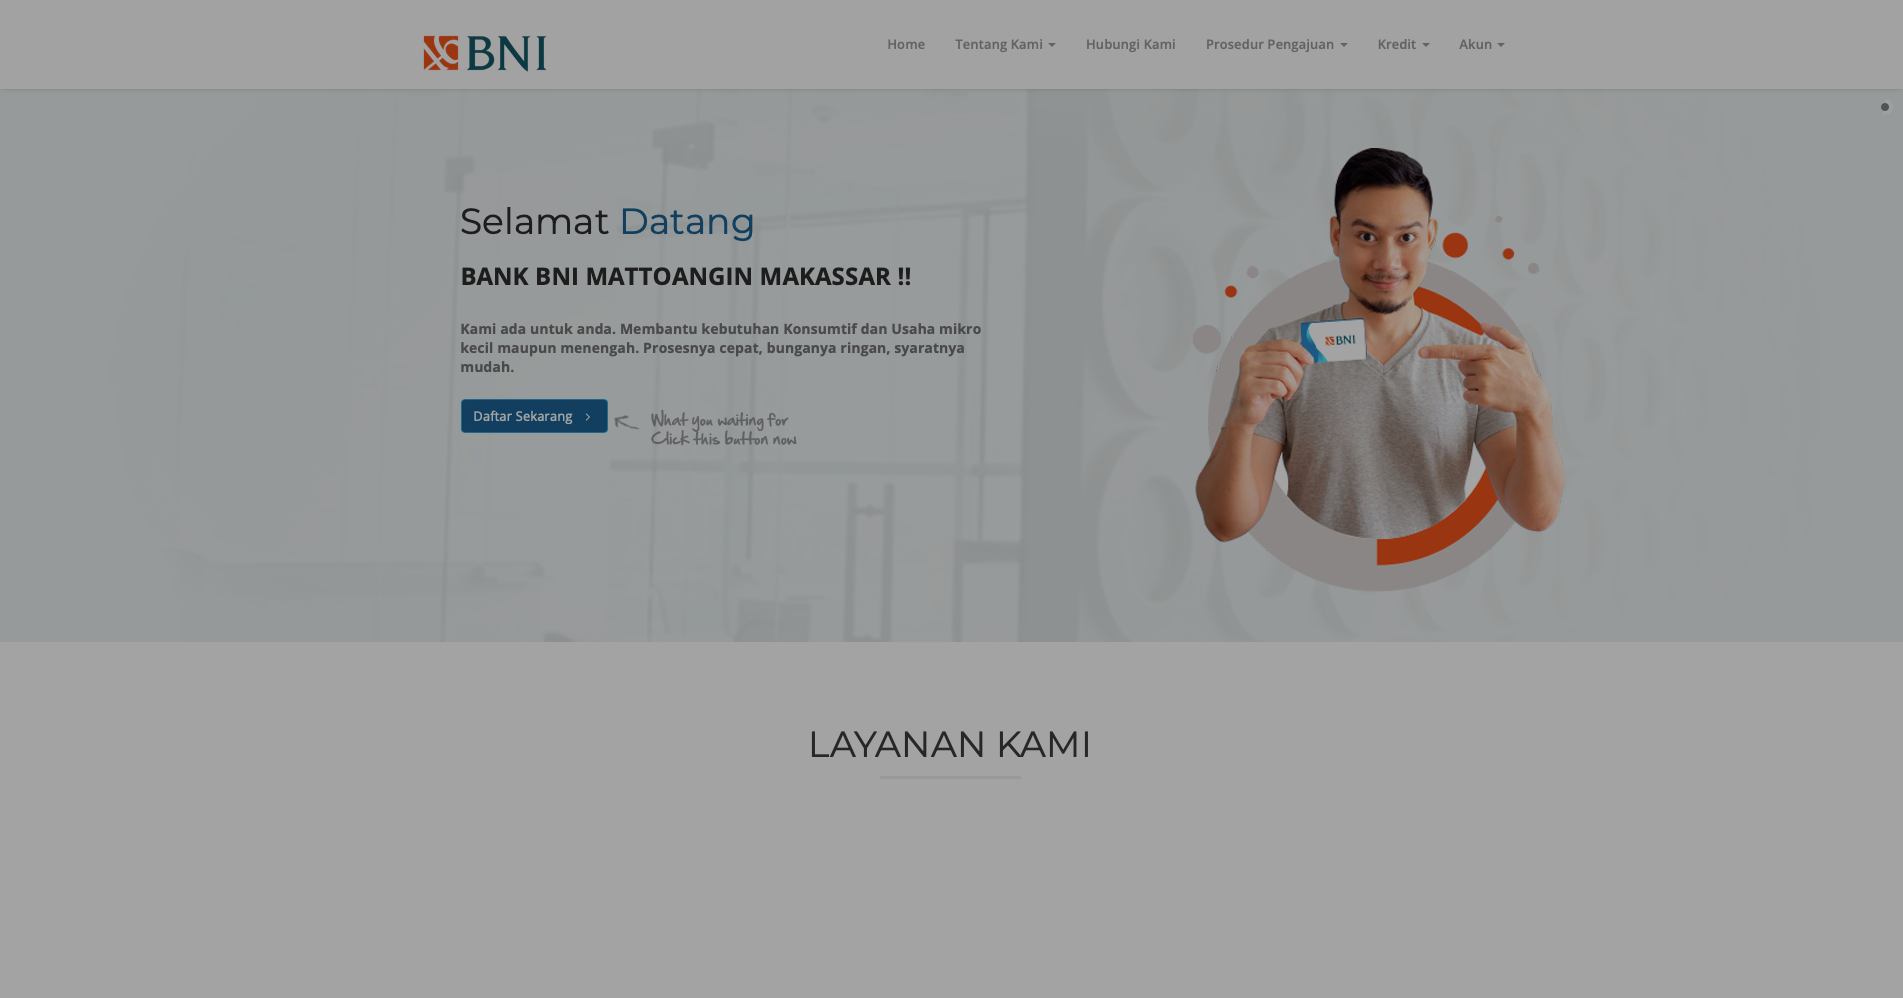 BNI
Home
Tentang Kami
Hubungi Kami
Prosedur Pengajuan
Kredit
Akun
Selamat Datang
BANK BNI MATTOANGIN MAKASSAR !!
Kami ada untuk anda. Membantu kebutuhan Konsumtif dan Usaha mikro
kecil maupun menengah. Prosesnya cepat, bunganya ringan, syaratnya
mudah.
Daftar Sekarang
What you waiting for
Click this button now
BNI
LAYANAN KAMI